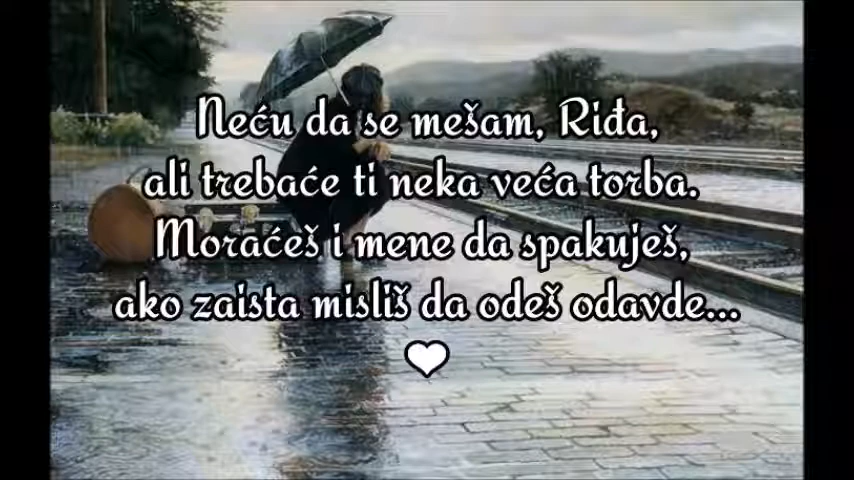 Neću da se mešam, Riđa,
ali trebaće ti neka veća torba.
Moraćeš i mene da spakuješ,
ako zaista misliš da odeš odavde...